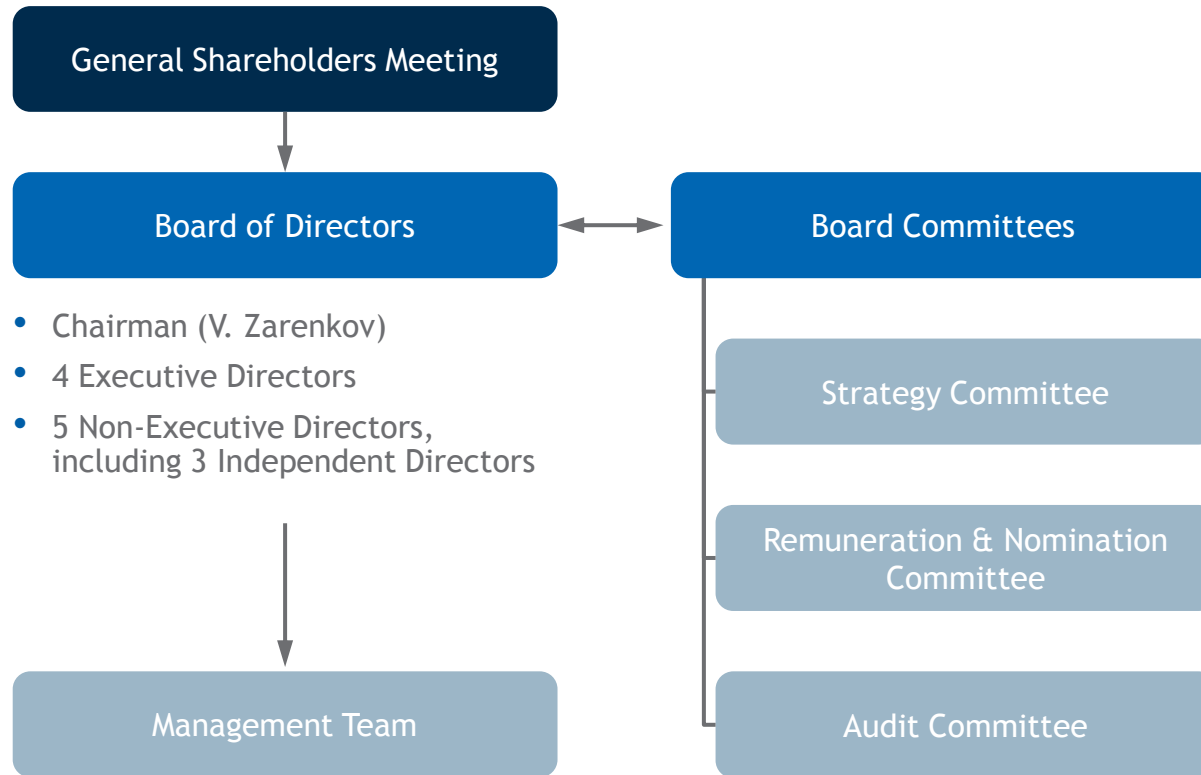 General Shareholders Meeting
Board of Directors
Board Committees
• Chairman (V. Zarenkov)
• 4 Executive Directors
• 5 Non-Executive Directors,
including 3 Independent Directors
Strategy Committee
Remuneration & Nomination
Committee
Management Team
Audit Committee